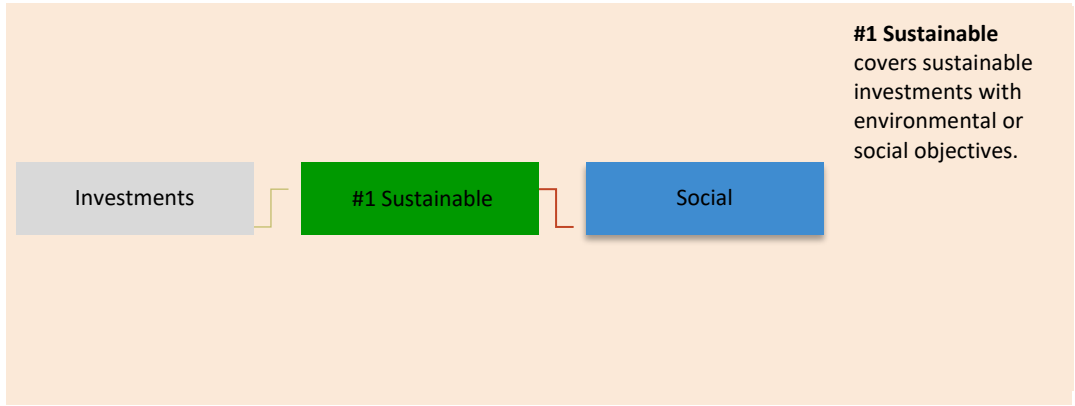 #1 Sustainable
covers sustainable
investments with
environmental or
social objectives.
Investments
#1 Sustainable
Social